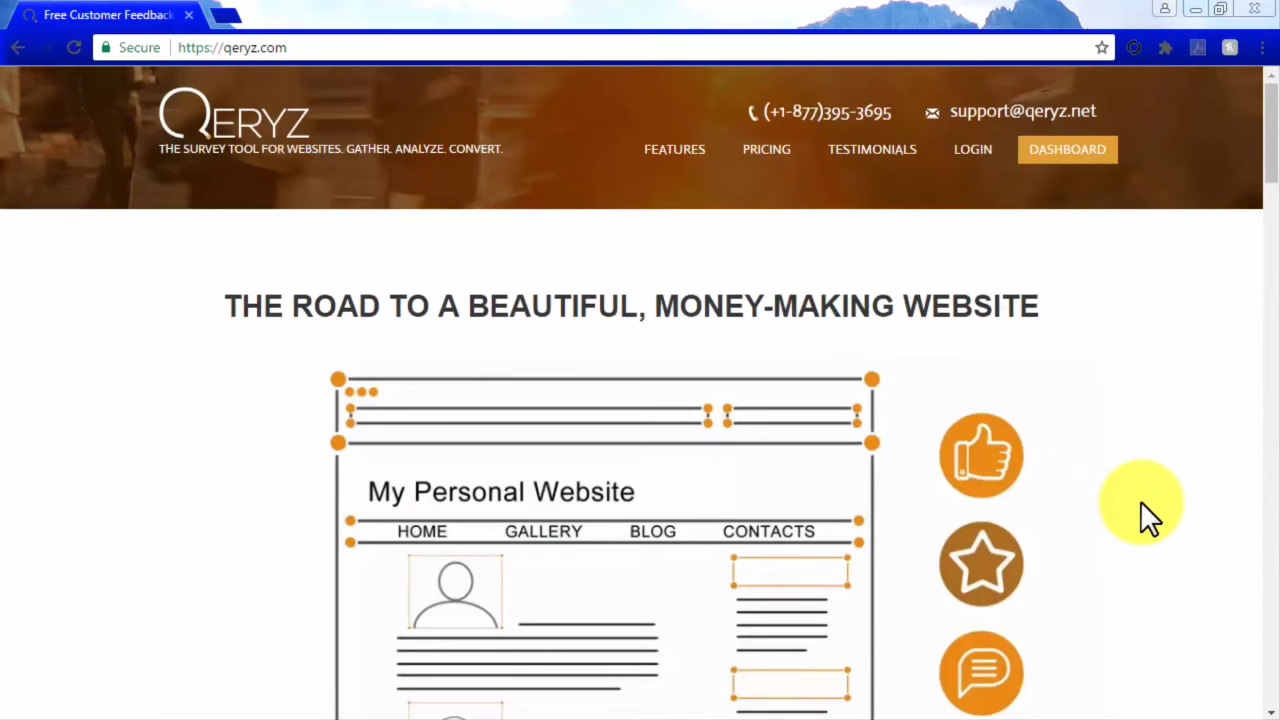 Free Customer Feedback
Secure https://qeryz.com
QERYZ
THE SURVEY TOOL FOR WEBSITES. GATHER. ANALYZE. CONVERT.
(+1-877)395-3695 support@qeryz.net
FEATURES PRICING TESTIMONIALS LOGIN DASHBOARD
THE ROAD TO A BEAUTIFUL, MONEY-MAKING WEBSITE
My Personal Website
HOME GALLERY BLOG CONTACTS